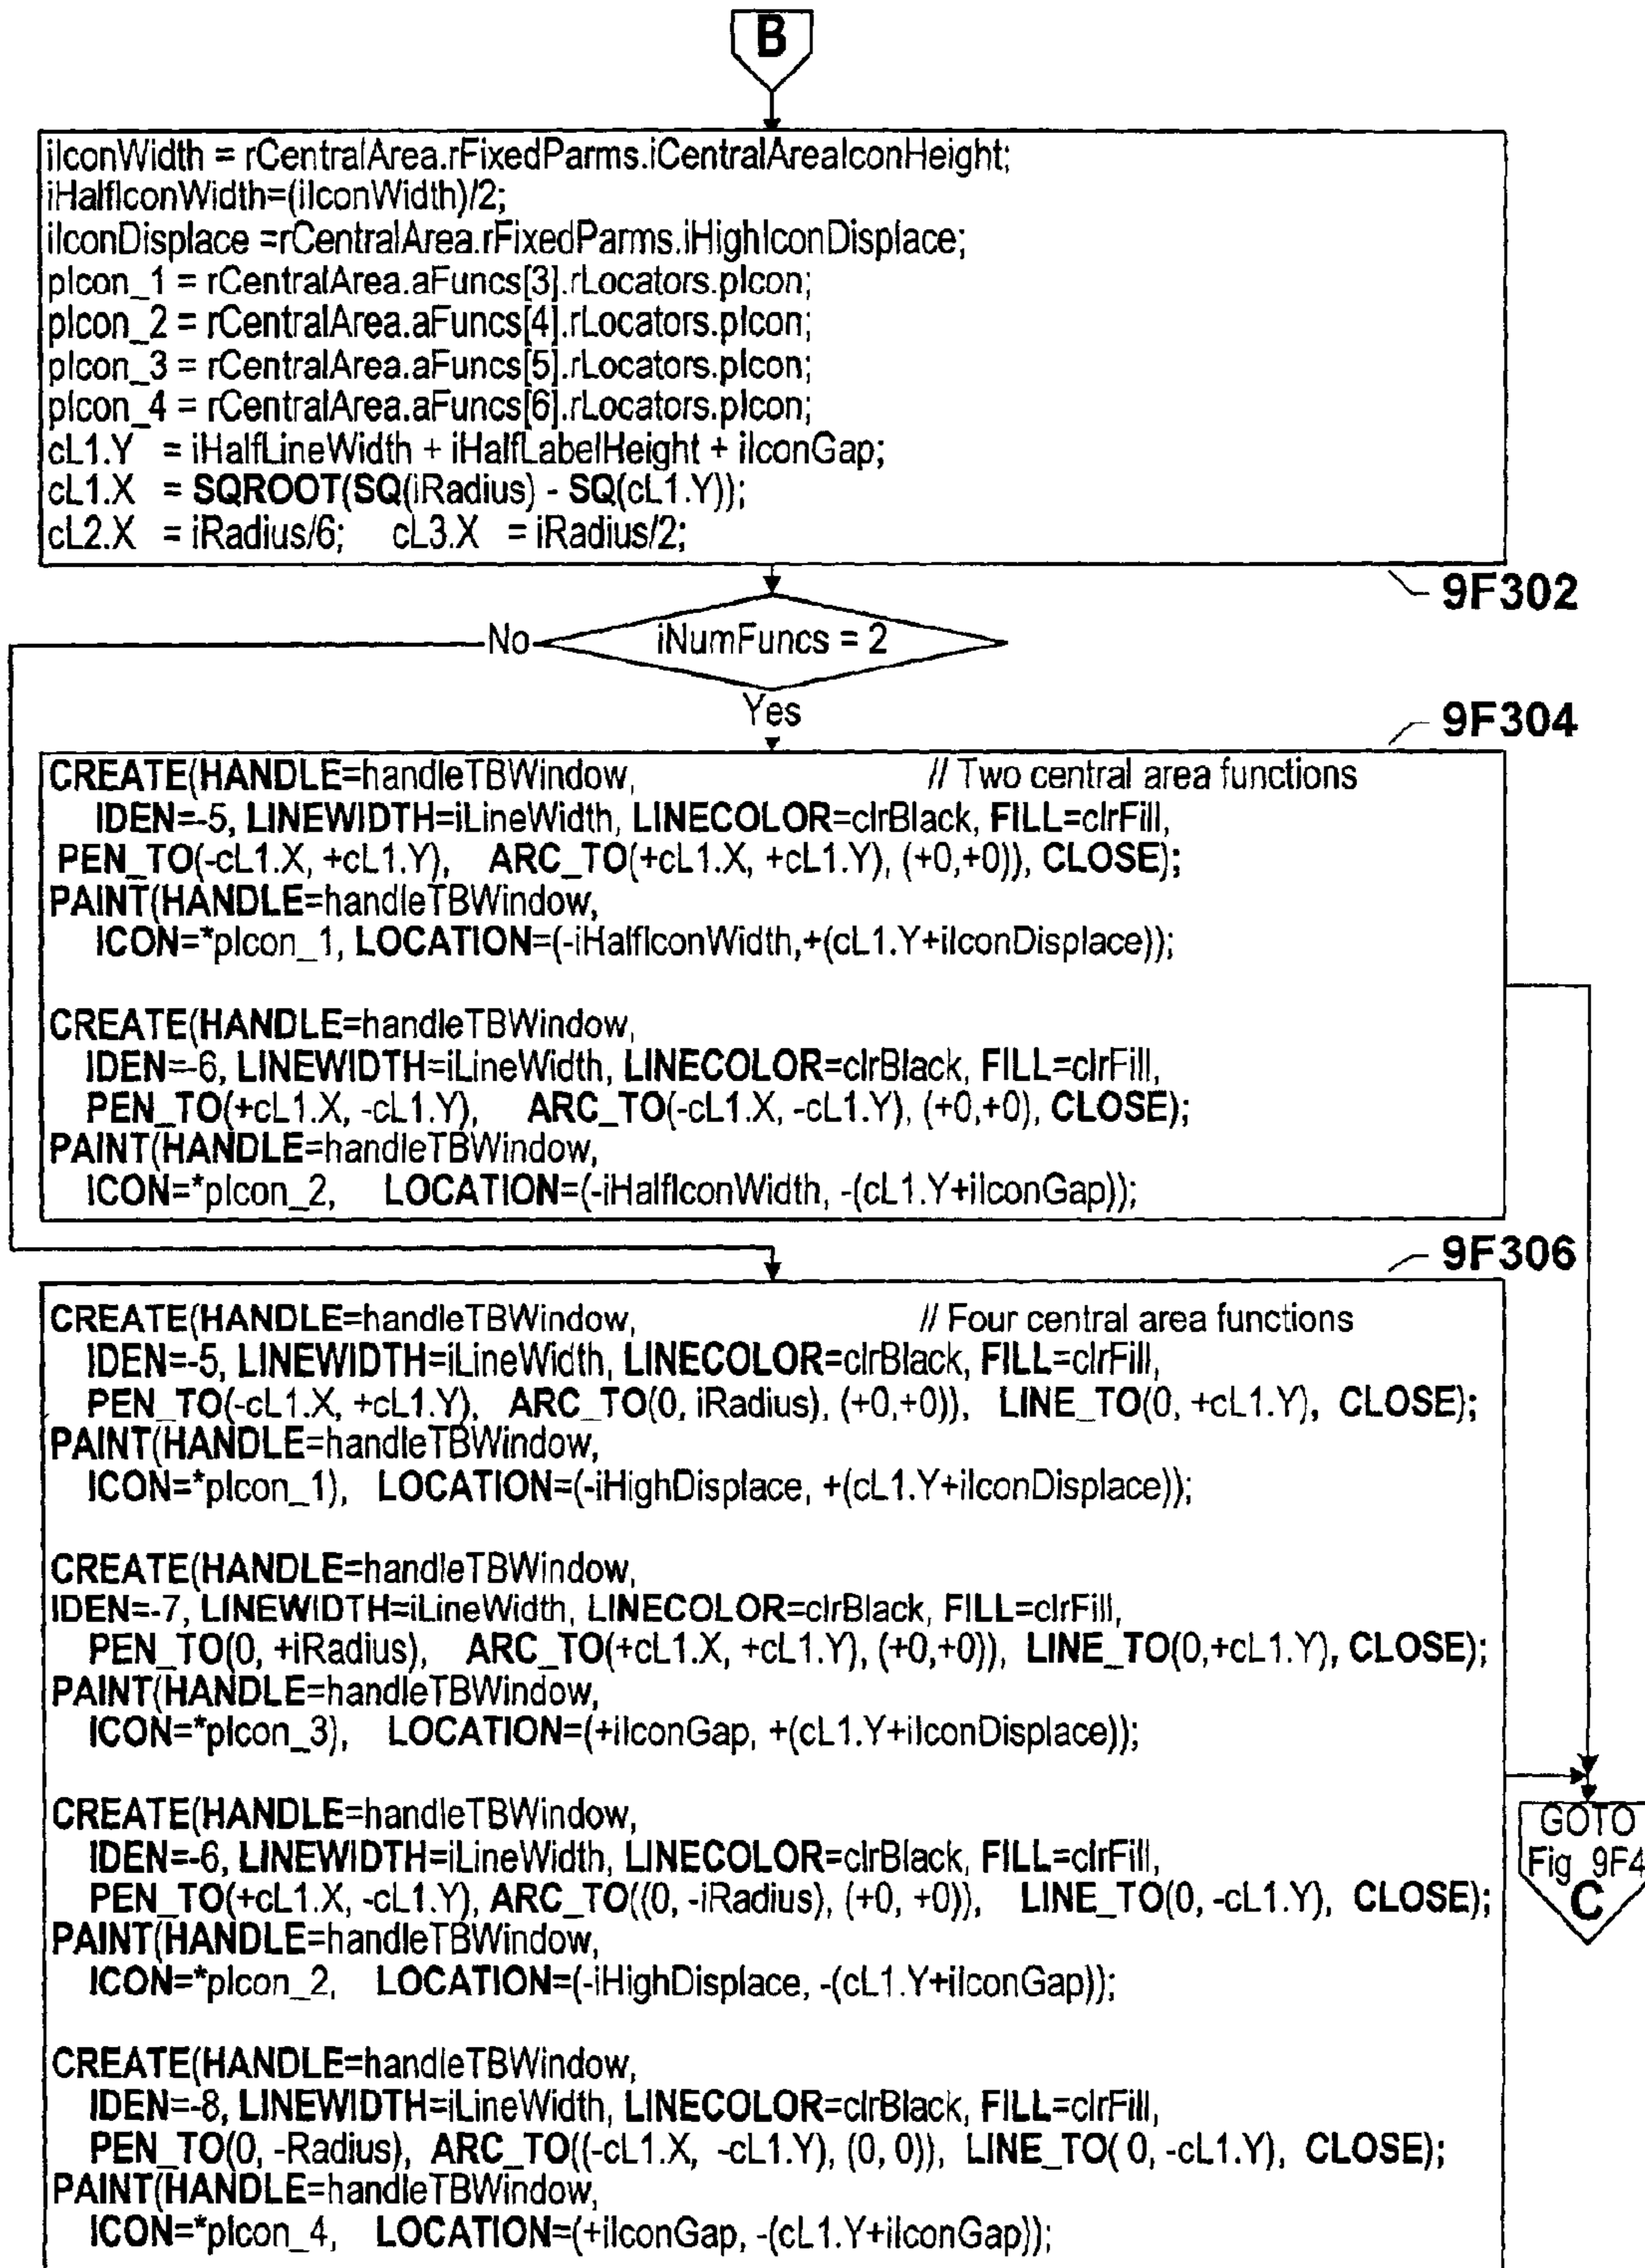 B
iIconWidth = rCentralArea.rFixedParms.iCentralAreaIconHeight;
iHalfIconWidth=(iIconWidth)/2;
iIconDisplace =rCentralArea.rFixedParms.iHighIconDisplace;
pIcon_1 = rCentralArea.aFuncs[3].rLocators.pIcon;
pIcon_2 = rCentralArea.aFuncs[4].rLocators.pIcon;
pIcon_3 = rCentralArea.aFuncs[5].rLocators.pIcon;
pIcon_4 = rCentralArea.aFuncs[6].rLocators.pIcon;
cL1.Y = iHalfLineWidth + iHalfLabelHeight + iIconGap;
cL1.X = SQROOT(SQ(iRadius) - SQ(cL1.Y));
cL2.X = iRadius/6; cL3.X = iRadius/2;
9F302
No iNumFuncs = 2
Yes
9F304
CREATE(HANDLE=handleTBWindow, // Two central area functions
IDEN=-5, LINEWIDTH=iLineWidth, LINECOLOR=clrBlack, FILL=clrFill,
PEN_TO(-cL1.X, +cL1.Y), ARC_TO(+cL1.X, +cL1.Y), (+0,+0)), CLOSE);
PAINT(HANDLE=handleTBWindow,
ICON=*pIcon_1, LOCATION=(-iHalfIconWidth,+(cL1.Y+iIconDisplace));
CREATE(HANDLE=handleTBWindow,
IDEN=-6, LINEWIDTH=iLineWidth, LINECOLOR=clrBlack, FILL=clrFill,
PEN_TO(+cL1.X, -cL1.Y), ARC_TO(-cL1.X, -cL1.Y), (+0,+0), CLOSE);
PAINT(HANDLE=handleTBWindow,
ICON=*pIcon_2, LOCATION=(-iHalfIconWidth, -(cL1.Y+iIconGap));
9F306
CREATE(HANDLE=handleTBWindow, // Four central area functions
IDEN=-5, LINEWIDTH=iLineWidth, LINECOLOR=clrBlack, FILL=clrFill,
PEN_TO(-cL1.X, +cL1.Y), ARC_TO(0, iRadius), (+0,+0)), LINE_TO(0, +cL1.Y), CLOSE);
PAINT(HANDLE=handleTBWindow,
ICON=*pIcon_1), LOCATION=(-iHighDisplace, +(cL1.Y+iIconDisplace));
CREATE(HANDLE=handleTBWindow,
IDEN=-7, LINEWIDTH=iLineWidth, LINECOLOR=clrBlack, FILL=clrFill,
PEN_TO(0, +iRadius), ARC_TO(+cL1.X, +cL1.Y), (+0,+0)), LINE_TO(0,+cL1.Y), CLOSE);
PAINT(HANDLE=handleTBWindow,
ICON=*pIcon_3), LOCATION=(+iIconGap, +(cL1.Y+iIconDisplace));
CREATE(HANDLE=handleTBWindow,
IDEN=-6, LINEWIDTH=iLineWidth, LINECOLOR=clrBlack, FILL=clrFill,
PEN_TO(+cL1.X, -cL1.Y), ARC_TO((0, -iRadius), (+0, +0)), LINE_TO(0, -cL1.Y), CLOSE);
PAINT(HANDLE=handleTBWindow,
ICON=*pIcon_2, LOCATION=(-iHighDisplace, -(cL1.Y+iIconGap));
CREATE(HANDLE=handleTBWindow,
IDEN=-8, LINEWIDTH=iLineWidth, LINECOLOR=clrBlack, FILL=clrFill,
PEN_TO(0, -Radius), ARC_TO((-cL1.X, -cL1.Y), (0, 0)), LINE_TO( 0, -cL1.Y), CLOSE);
PAINT(HANDLE=handleTBWindow,
ICON=*pIcon_4, LOCATION=(+iIconGap, -(cL1.Y+iIconGap));
GOTO
Fig 9F4
C